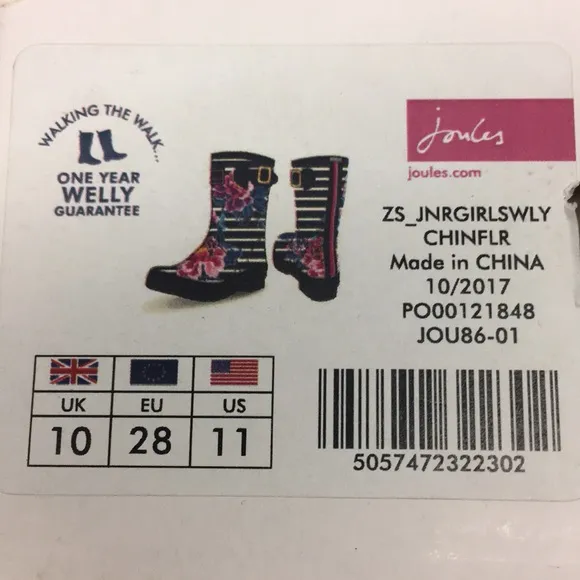 WALKING THE WALK...
ONE YEAR
WELLY
GUARANTEE
Joules
joules.com
ZS_JNRGIRLSWLY
CHINFLR
Made in CHINA
10/2017
PO00121848
JOU86-01
UK EU US
10 28 11
5057472322302